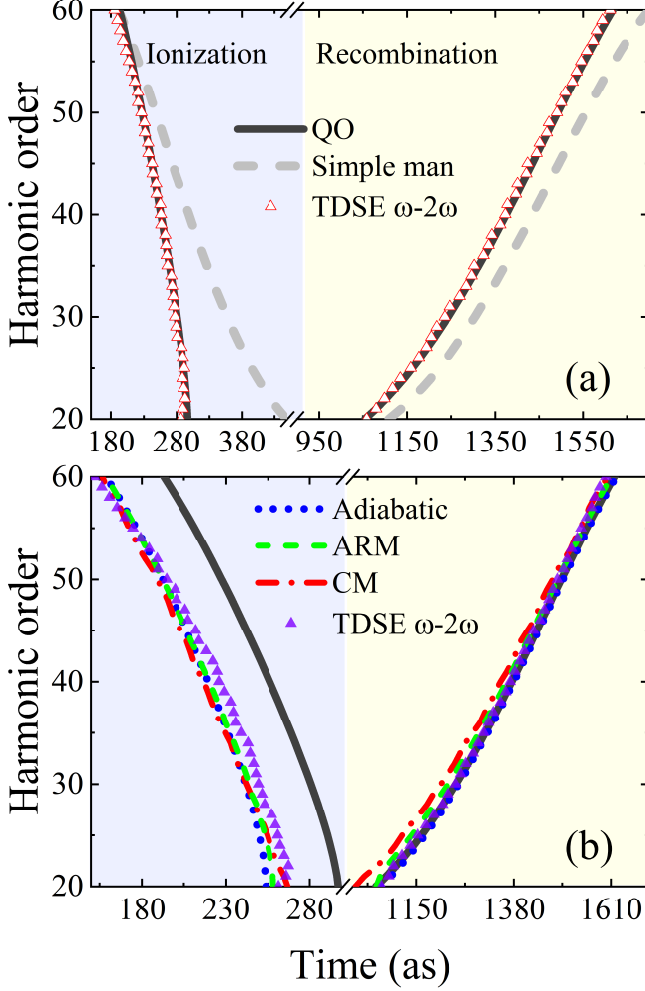 60
50
40
30
20
Harmonic order
Ionization
Recombination
QO
Simple man
TDSE ω-2ω
(a)
180 280 380 950 1150 1350 1550
60
50
40
30
20
Harmonic order
Adiabatic
ARM
CM
TDSE ω-2ω
(b)
180 230 280 1150 1380 1610
Time (as)